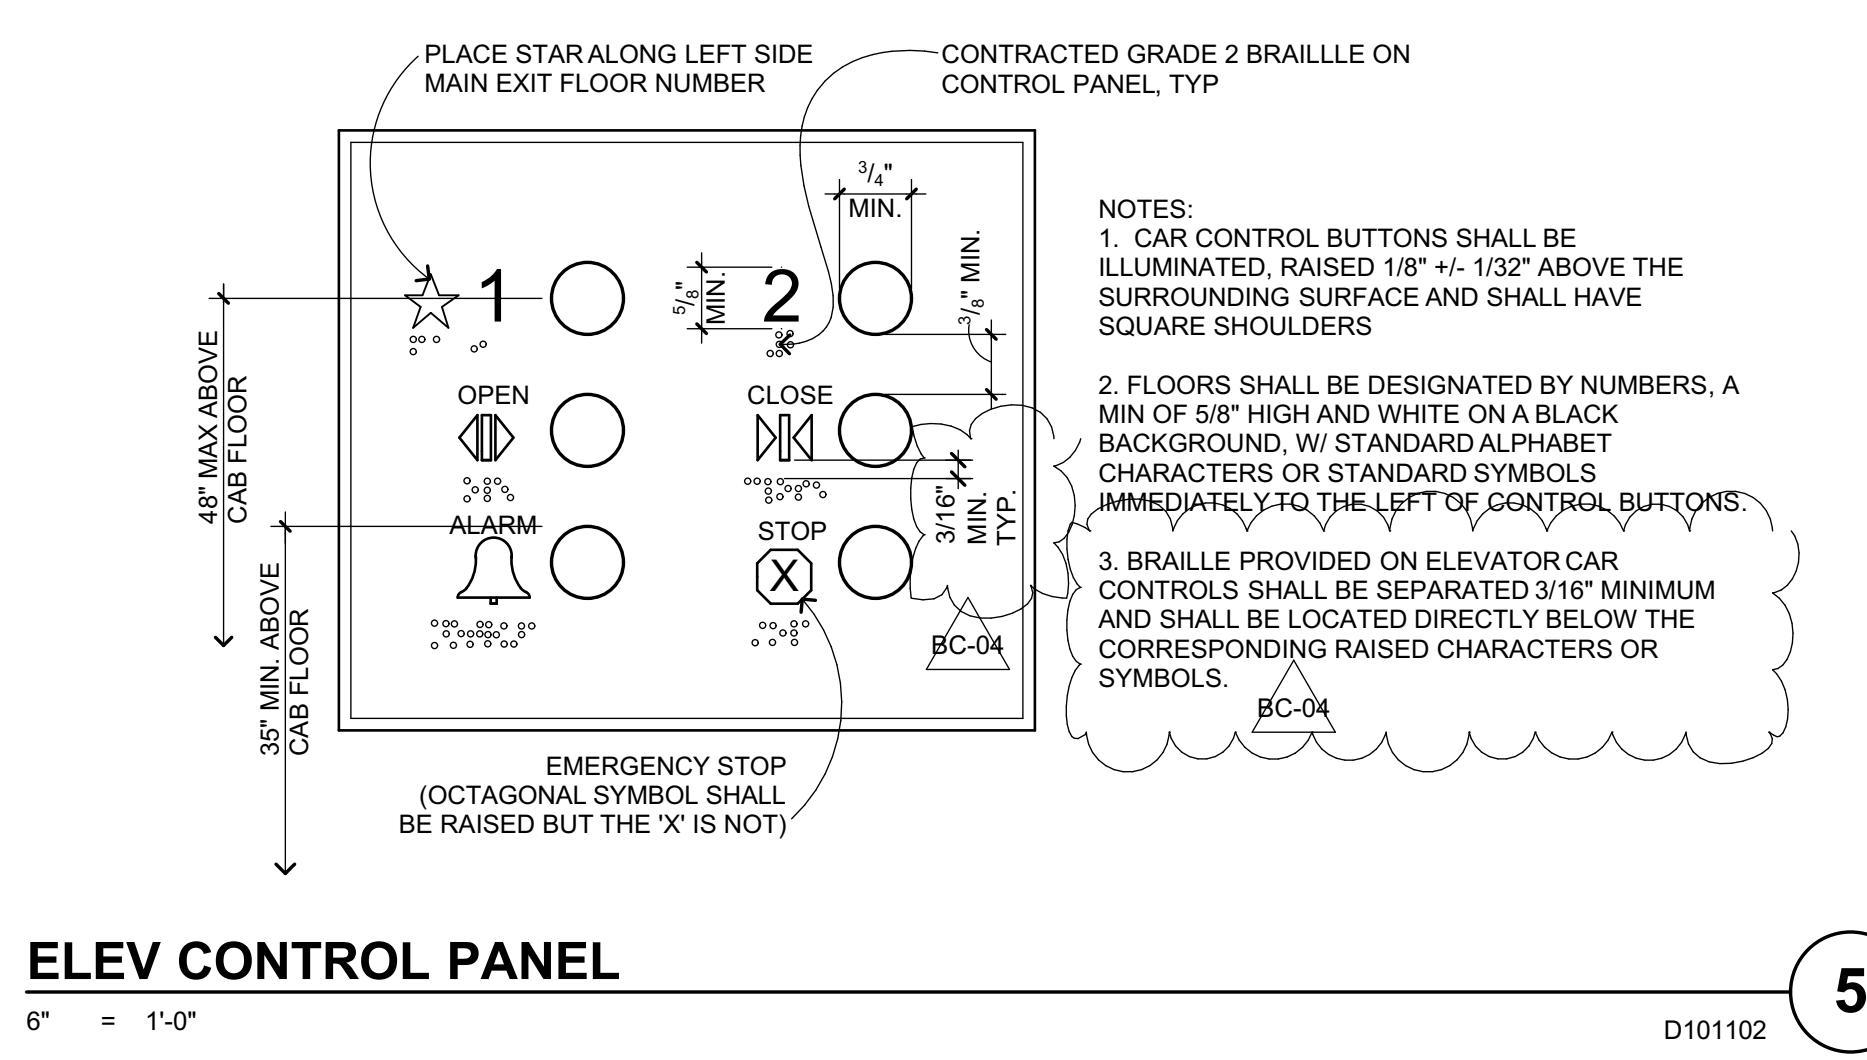 PLACE STAR ALONG LEFT SIDE
MAIN EXIT FLOOR NUMBER
CONTRACTED GRADE 2 BRAILLLE ON
CONTROL PANEL, TYP
3/4"
MIN.
3/8" MIN.
5/8"
MIN.
1
2
OPEN
CLOSE
ALARM
STOP
X
3/16"
MIN.
TYP.
BC-04
48" MAX ABOVE
CAB FLOOR
35" MIN. ABOVE
CAB FLOOR
EMERGENCY STOP
(OCTAGONAL SYMBOL SHALL
BE RAISED BUT THE 'X' IS NOT)
NOTES:
1. CAR CONTROL BUTTONS SHALL BE
ILLUMINATED, RAISED 1/8" +/- 1/32" ABOVE THE
SURROUNDING SURFACE AND SHALL HAVE
SQUARE SHOULDERS
2. FLOORS SHALL BE DESIGNATED BY NUMBERS, A
MIN OF 5/8" HIGH AND WHITE ON A BLACK
BACKGROUND, W/ STANDARD ALPHABET
CHARACTERS OR STANDARD SYMBOLS
IMMEDIATELY TO THE LEFT OF CONTROL BUTTONS.
3. BRAILLE PROVIDED ON ELEVATOR CAR
CONTROLS SHALL BE SEPARATED 3/16" MINIMUM
AND SHALL BE LOCATED DIRECTLY BELOW THE
CORRESPONDING RAISED CHARACTERS OR
SYMBOLS.
BC-04
ELEV CONTROL PANEL
6" = 1'-0"
D101102
5